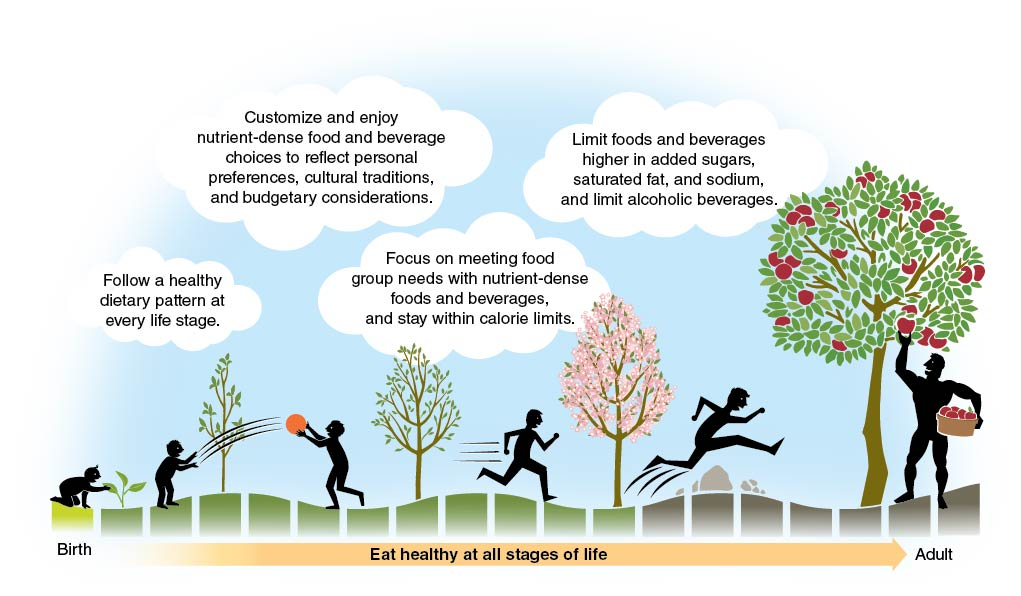 Customize and enjoy
nutrient-dense food and beverage
choices to reflect personal
preferences, cultural traditions,
and budgetary considerations.
Limit foods and beverages
higher in added sugars,
saturated fat, and sodium,
and limit alcoholic beverages.
Follow a healthy
dietary pattern at
every life stage.
Focus on meeting food
group needs with nutrient-dense
foods and beverages,
and stay within calorie limits.
Birth
Eat healthy at all stages of life
Adult